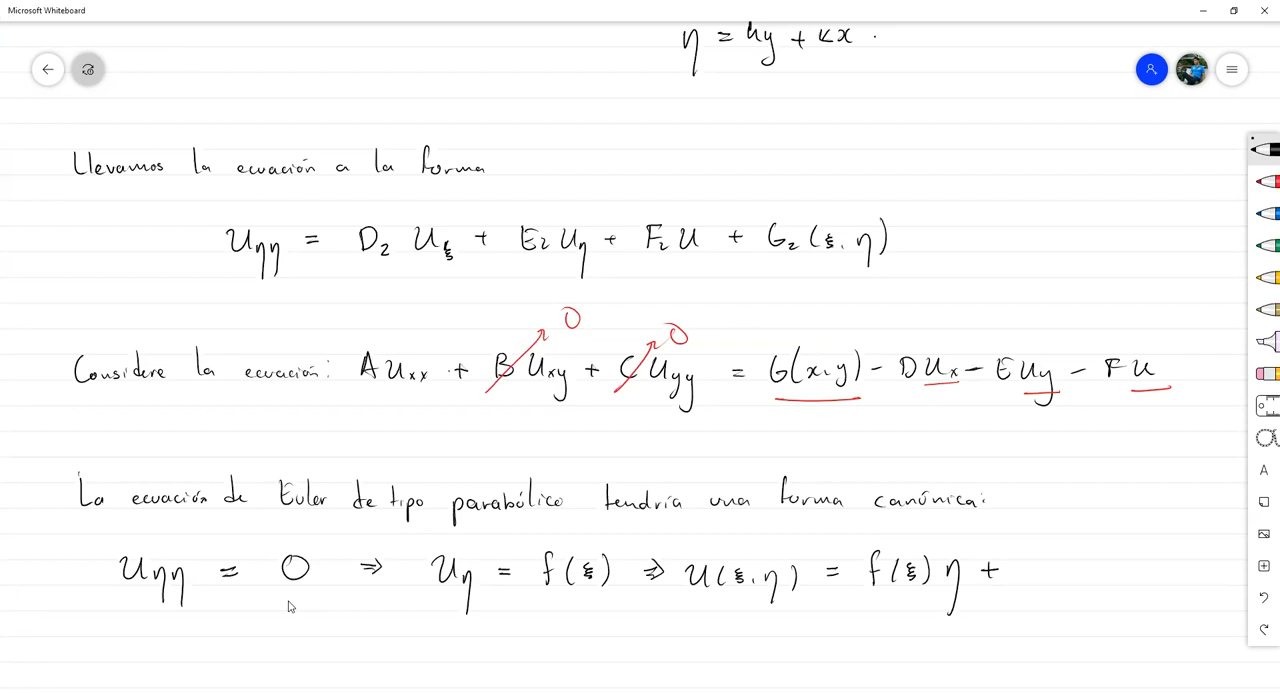 Microsoft Whiteboard
η = hy + kx .
Llevamos la ecuación a la forma
Uηη = D₂ Uξ + E₂ Uη + F₂ U + G₂(ξ, η)
0 0
Considere la ecuación: A Uxx + B Uxy + C Uyy = G(x,y) - D Ux - E Uy - F U
La ecuación de Euler de tipo parabólico tendría una forma canónica:
Uηη = 0 ⇒ Uη = f(ξ) ⇒ U(ξ,η) = f(ξ) η +
A